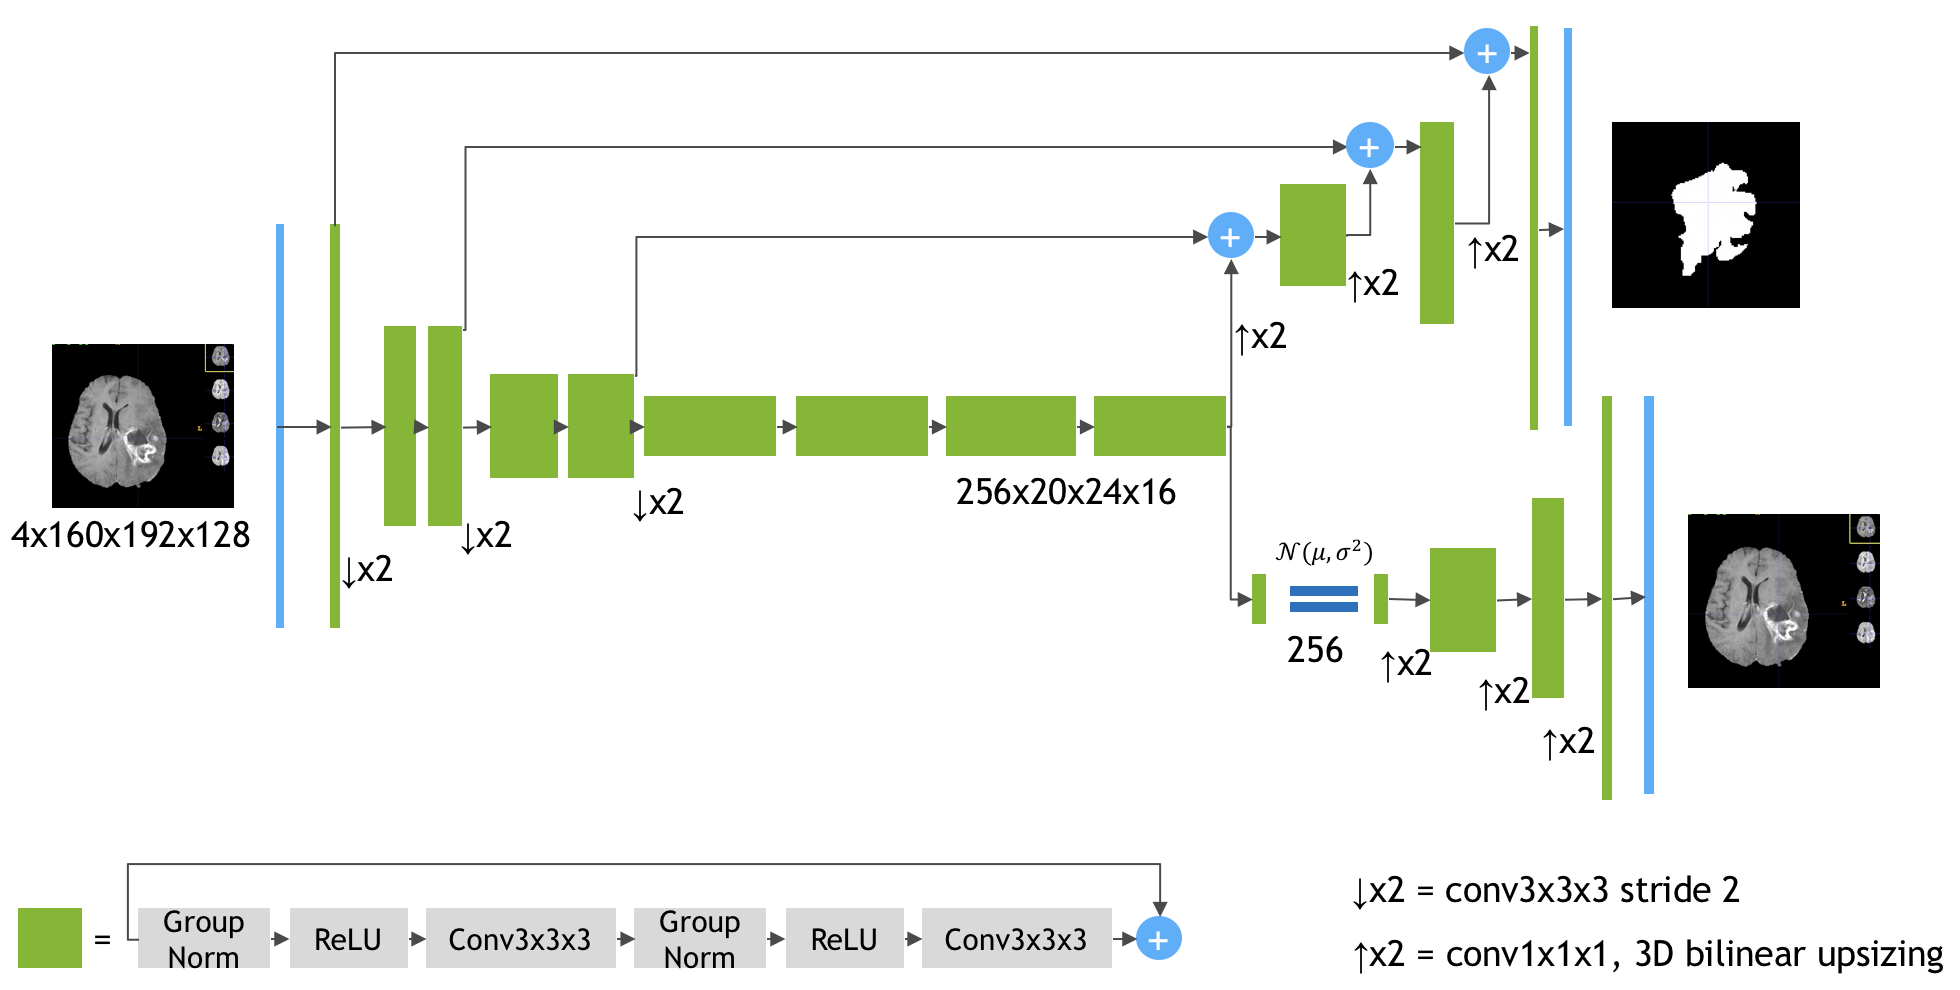 +
+
+
↑x2
↑x2
↑x2
4x160x192x128
↓x2
↓x2
↓x2
256x20x24x16
𝒩(μ, σ²)
256
↑x2
↑x2
↑x2
L
L
=
Group
Norm
ReLU
Conv3x3x3
Group
Norm
ReLU
Conv3x3x3
+
↓x2 = conv3x3x3 stride 2
↑x2 = conv1x1x1, 3D bilinear upsizing